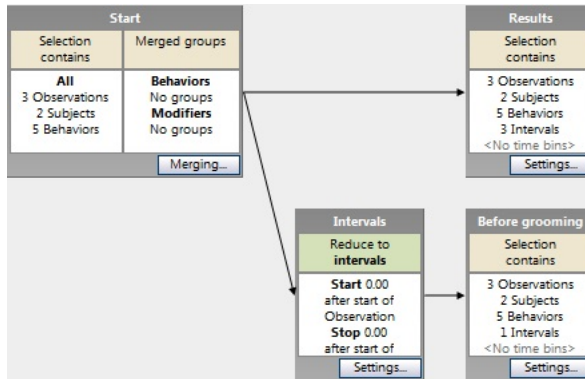 Start
Selection
contains
Merged groups
All
3 Observations
2 Subjects
5 Behaviors
Behaviors
No groups
Modifiers
No groups
Merging...
Results
Selection
contains
3 Observations
2 Subjects
5 Behaviors
3 Intervals
<No time bins>
Settings...
Intervals
Reduce to
intervals
Start 0.00
after start of
Observation
Stop 0.00
after start of
Settings...
Before grooming
Selection
contains
3 Observations
2 Subjects
5 Behaviors
1 Intervals
<No time bins>
Settings...